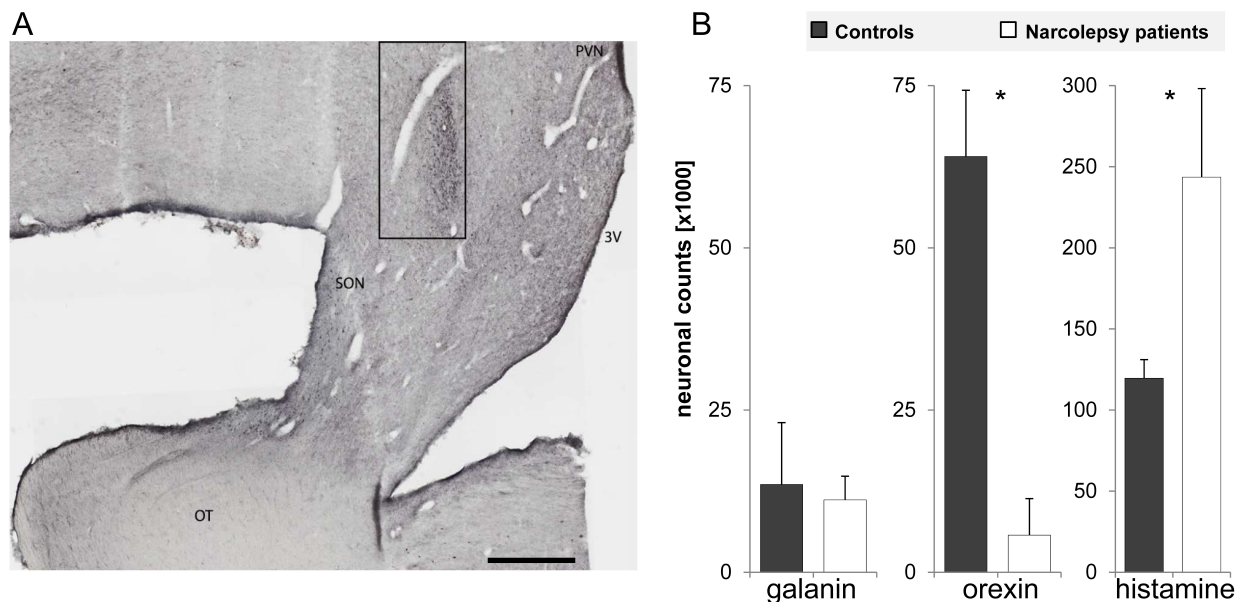 A
PVN
3V
SON
OT
B
Controls
Narcolepsy patients
neuronal counts [x1000]
75
50
25
0
galanin
75
50
25
0
*
orexin
300
250
200
150
100
50
0
*
histamine